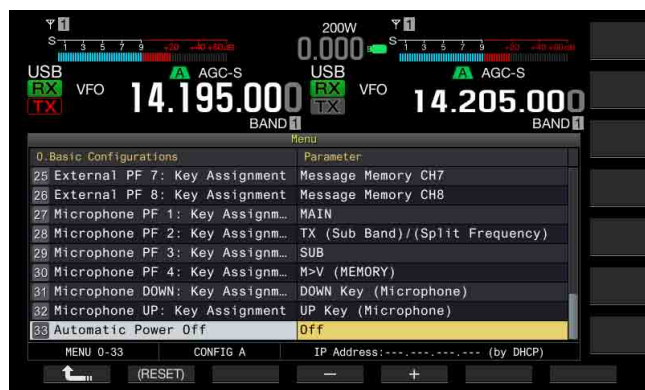 1 200W 1
S 1 3 5 7 9 +20 +40 +60dB 0.000 S 1 3 5 7 9 +20 +40 +60dB
USB A AGC-S USB A AGC-S
RX VFO 14.195.000 RX VFO 14.205.000
TX BAND 1 TX BAND 1
Menu
0.Basic Configurations Parameter
25 External PF 7: Key Assignment Message Memory CH7
26 External PF 8: Key Assignment Message Memory CH8
27 Microphone PF 1: Key Assignm… MAIN
28 Microphone PF 2: Key Assignm… TX (Sub Band)/(Split Frequency)
29 Microphone PF 3: Key Assignm… SUB
30 Microphone PF 4: Key Assignm… M>V (MEMORY)
31 Microphone DOWN: Key Assignm… DOWN Key (Microphone)
32 Microphone UP: Key Assignment UP Key (Microphone)
33 Automatic Power Off Off
MENU 0-33 CONFIG A IP Address:---.---.---.--- (by DHCP)
(RESET) − +